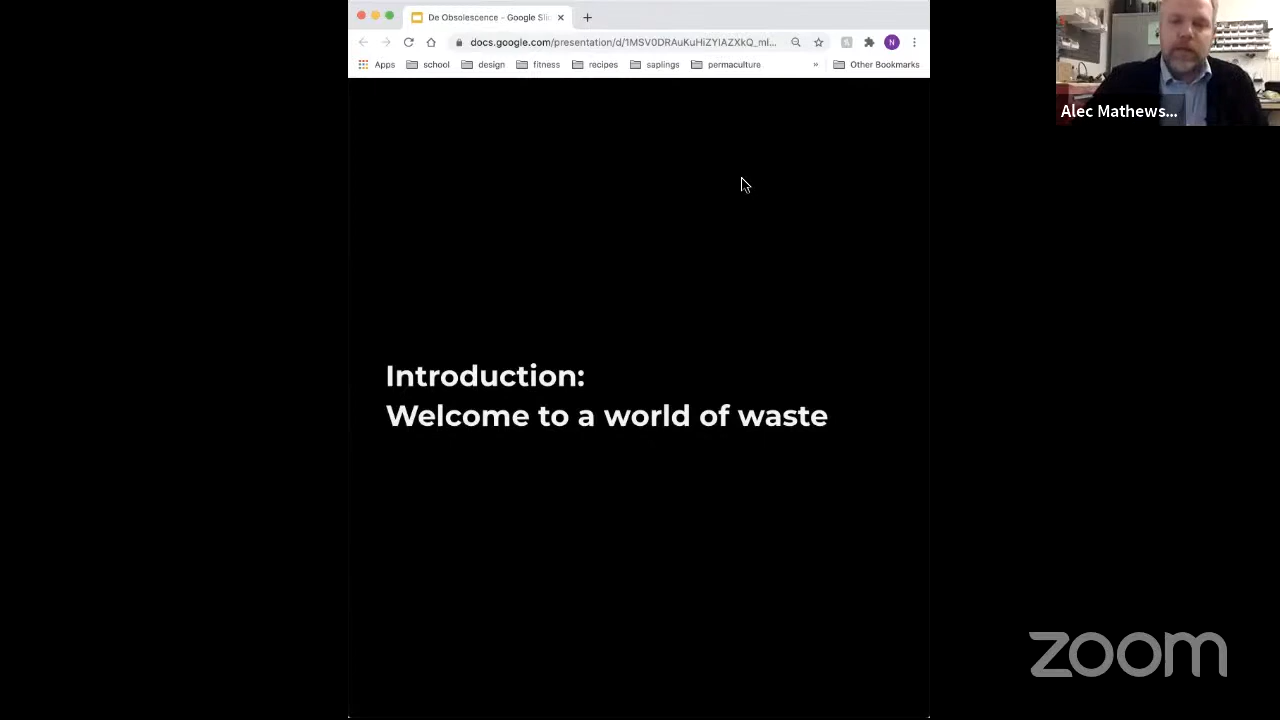 De Obsolescence - Google Slid
docs.google.com/presentation/d/1MSV0DRAuKuHiZYIAZXkQ_ml...
N
Apps
school
design
fitness
recipes
saplings
permaculture
»
Other Bookmarks
Alec Mathews...
Introduction:
Welcome to a world of waste
zoom